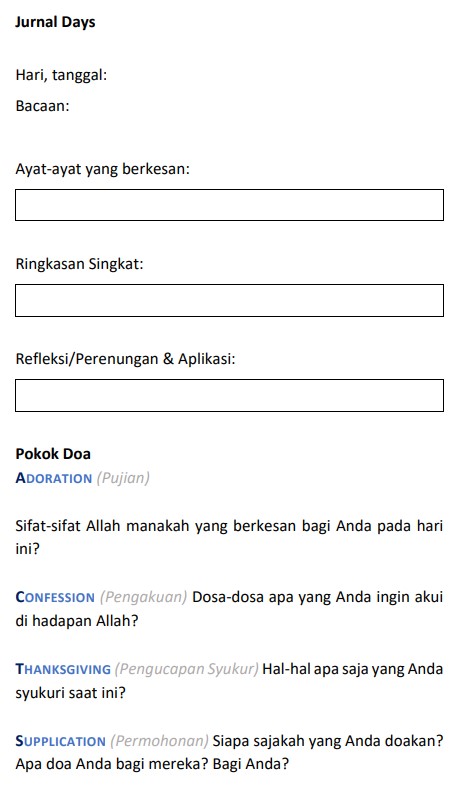 Jurnal Days
Hari, tanggal:
Bacaan:
Ayat-ayat yang berkesan:
Ringkasan Singkat:
Refleksi/Perenungan & Aplikasi:
Pokok Doa
ADORATION (Pujian)
Sifat-sifat Allah manakah yang berkesan bagi Anda pada hari
ini?
CONFESSION (Pengakuan) Dosa-dosa apa yang Anda ingin akui
di hadapan Allah?
THANKSGIVING (Pengucapan Syukur) Hal-hal apa saja yang Anda
syukuri saat ini?
SUPPLICATION (Permohonan) Siapa sajakah yang Anda doakan?
Apa doa Anda bagi mereka? Bagi Anda?